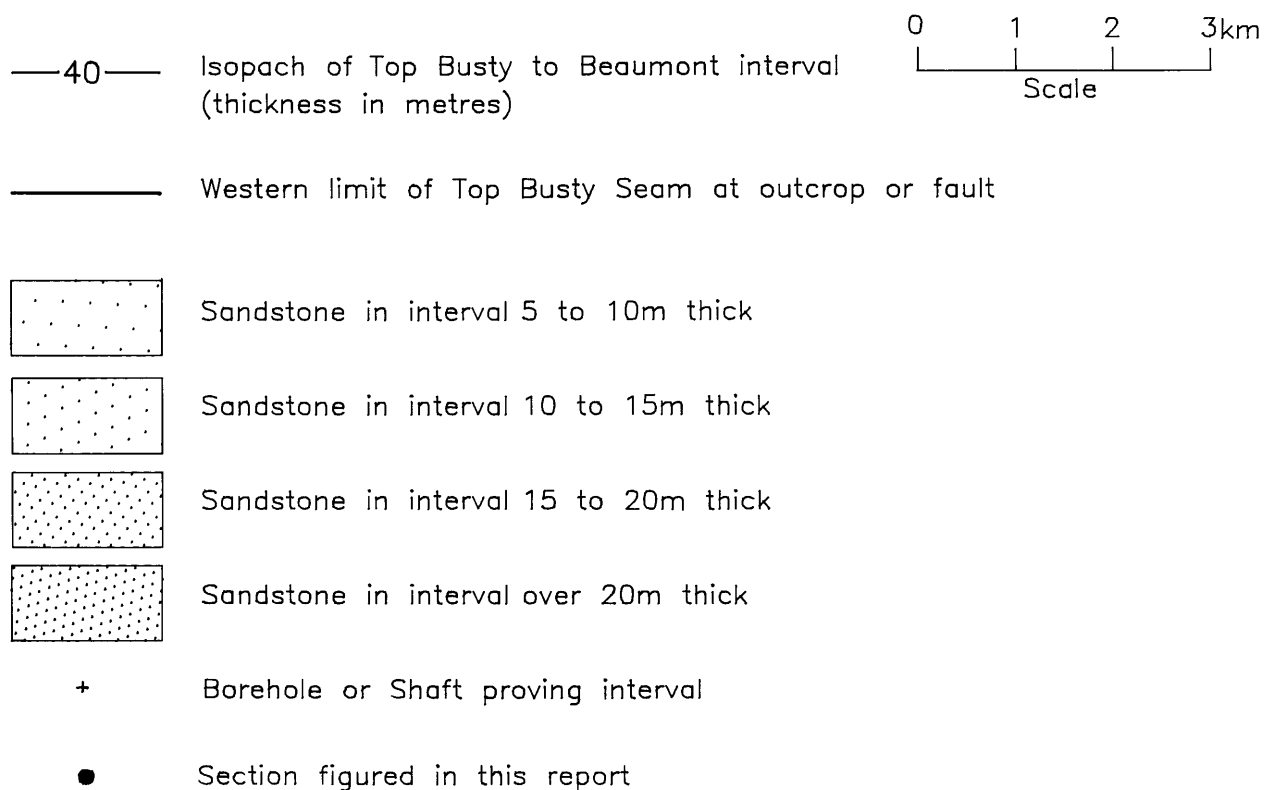 0 1 2 3km
Scale
40 Isopach of Top Busty to Beaumont interval
(thickness in metres)
Western limit of Top Busty Seam at outcrop or fault
Sandstone in interval 5 to 10m thick
Sandstone in interval 10 to 15m thick
Sandstone in interval 15 to 20m thick
Sandstone in interval over 20m thick
Borehole or Shaft proving interval
Section figured in this report